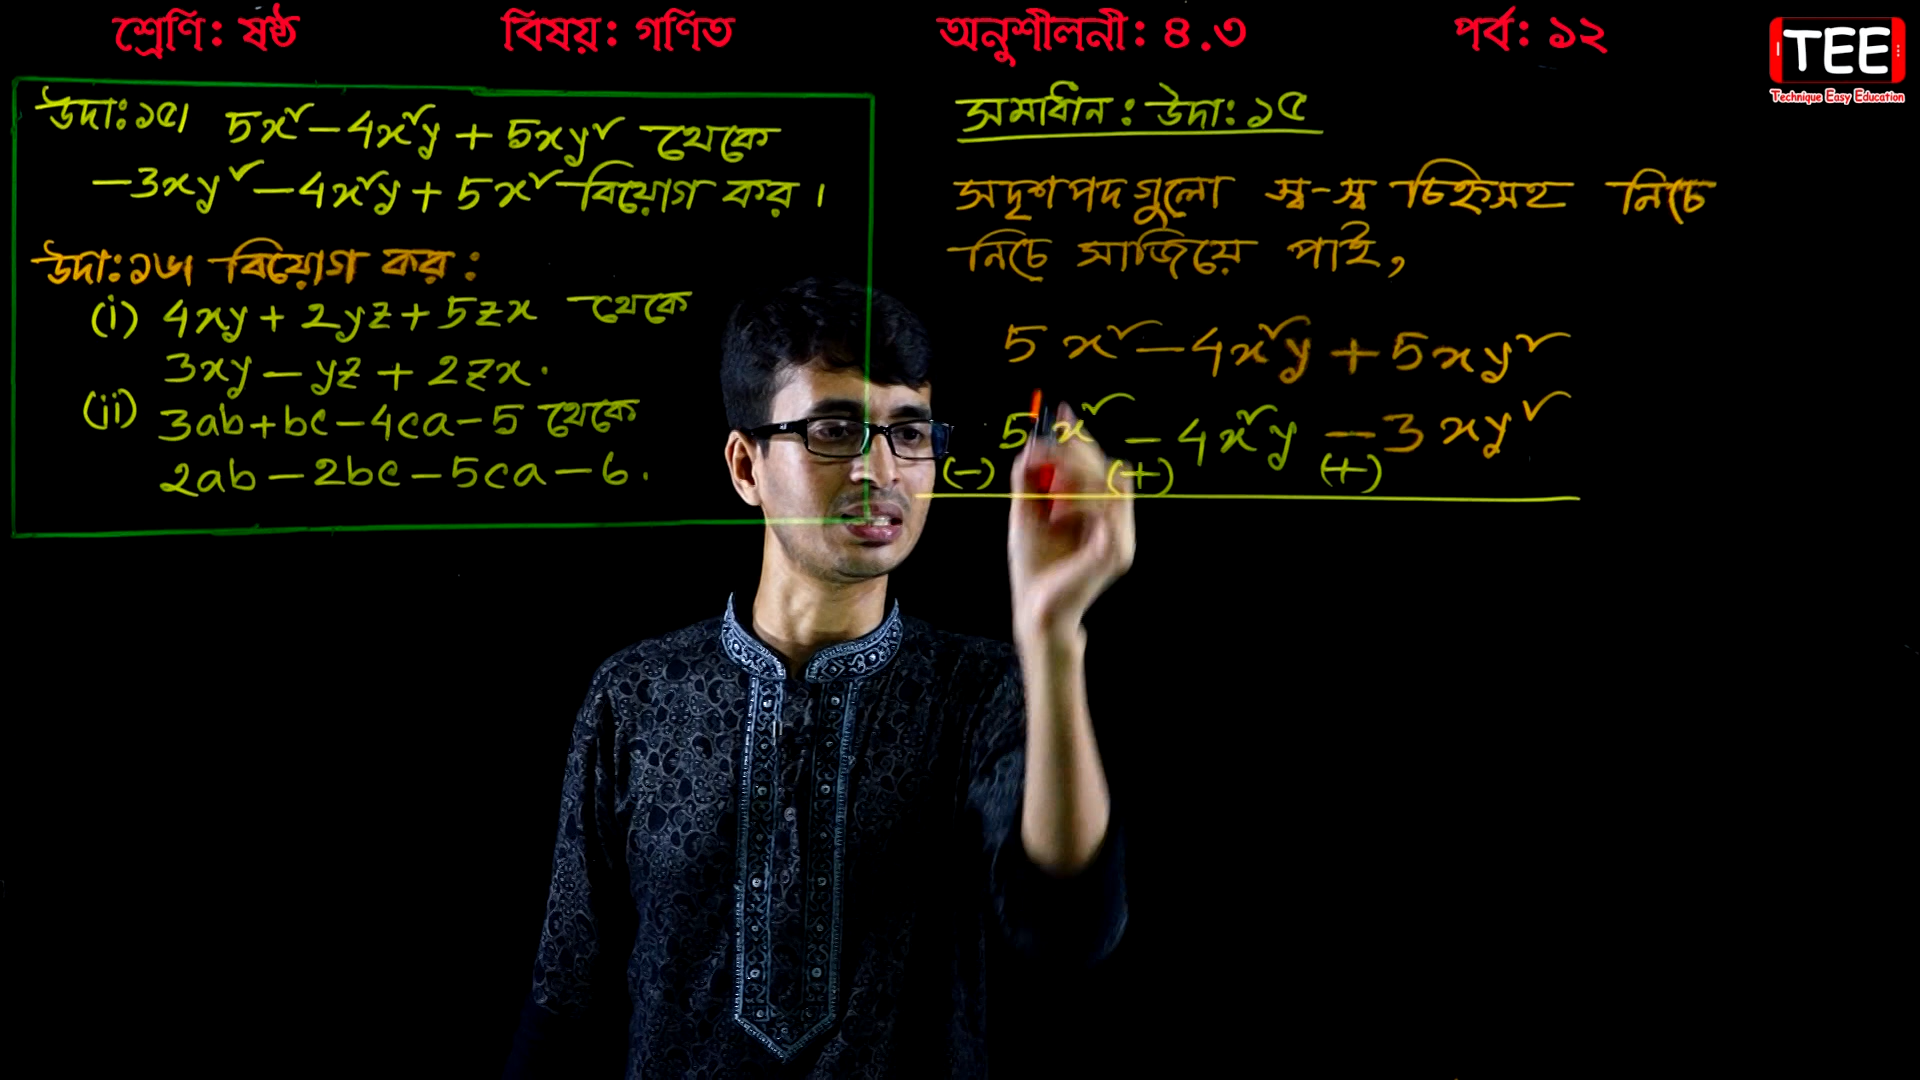 শ্রেণি: ষষ্ঠ বিষয়: গণিত অনুশীলনী: ৪.৩ পর্ব: ১২
TEE
Technique Easy Education
উদা: ১৫। 5x² – 4x²y + 5xy² থেকে
–3xy² – 4x²y + 5x² বিয়োগ কর।
উদা: ১৬। বিয়োগ কর:
(i) 4xy + 2yz + 5zx থেকে
3xy – yz + 2zx.
(ii) 3ab + bc – 4ca – 5 থেকে
2ab – 2bc – 5ca – 6.
সমাধান: উদা: ১৫
সদৃশপদগুলো স্ব-স্ব চিহ্নসহ নিচে
নিচে সাজিয়ে পাই,
5x² – 4x²y + 5xy²
5x² – 4x²y – 3xy²
(–) (+) (+)